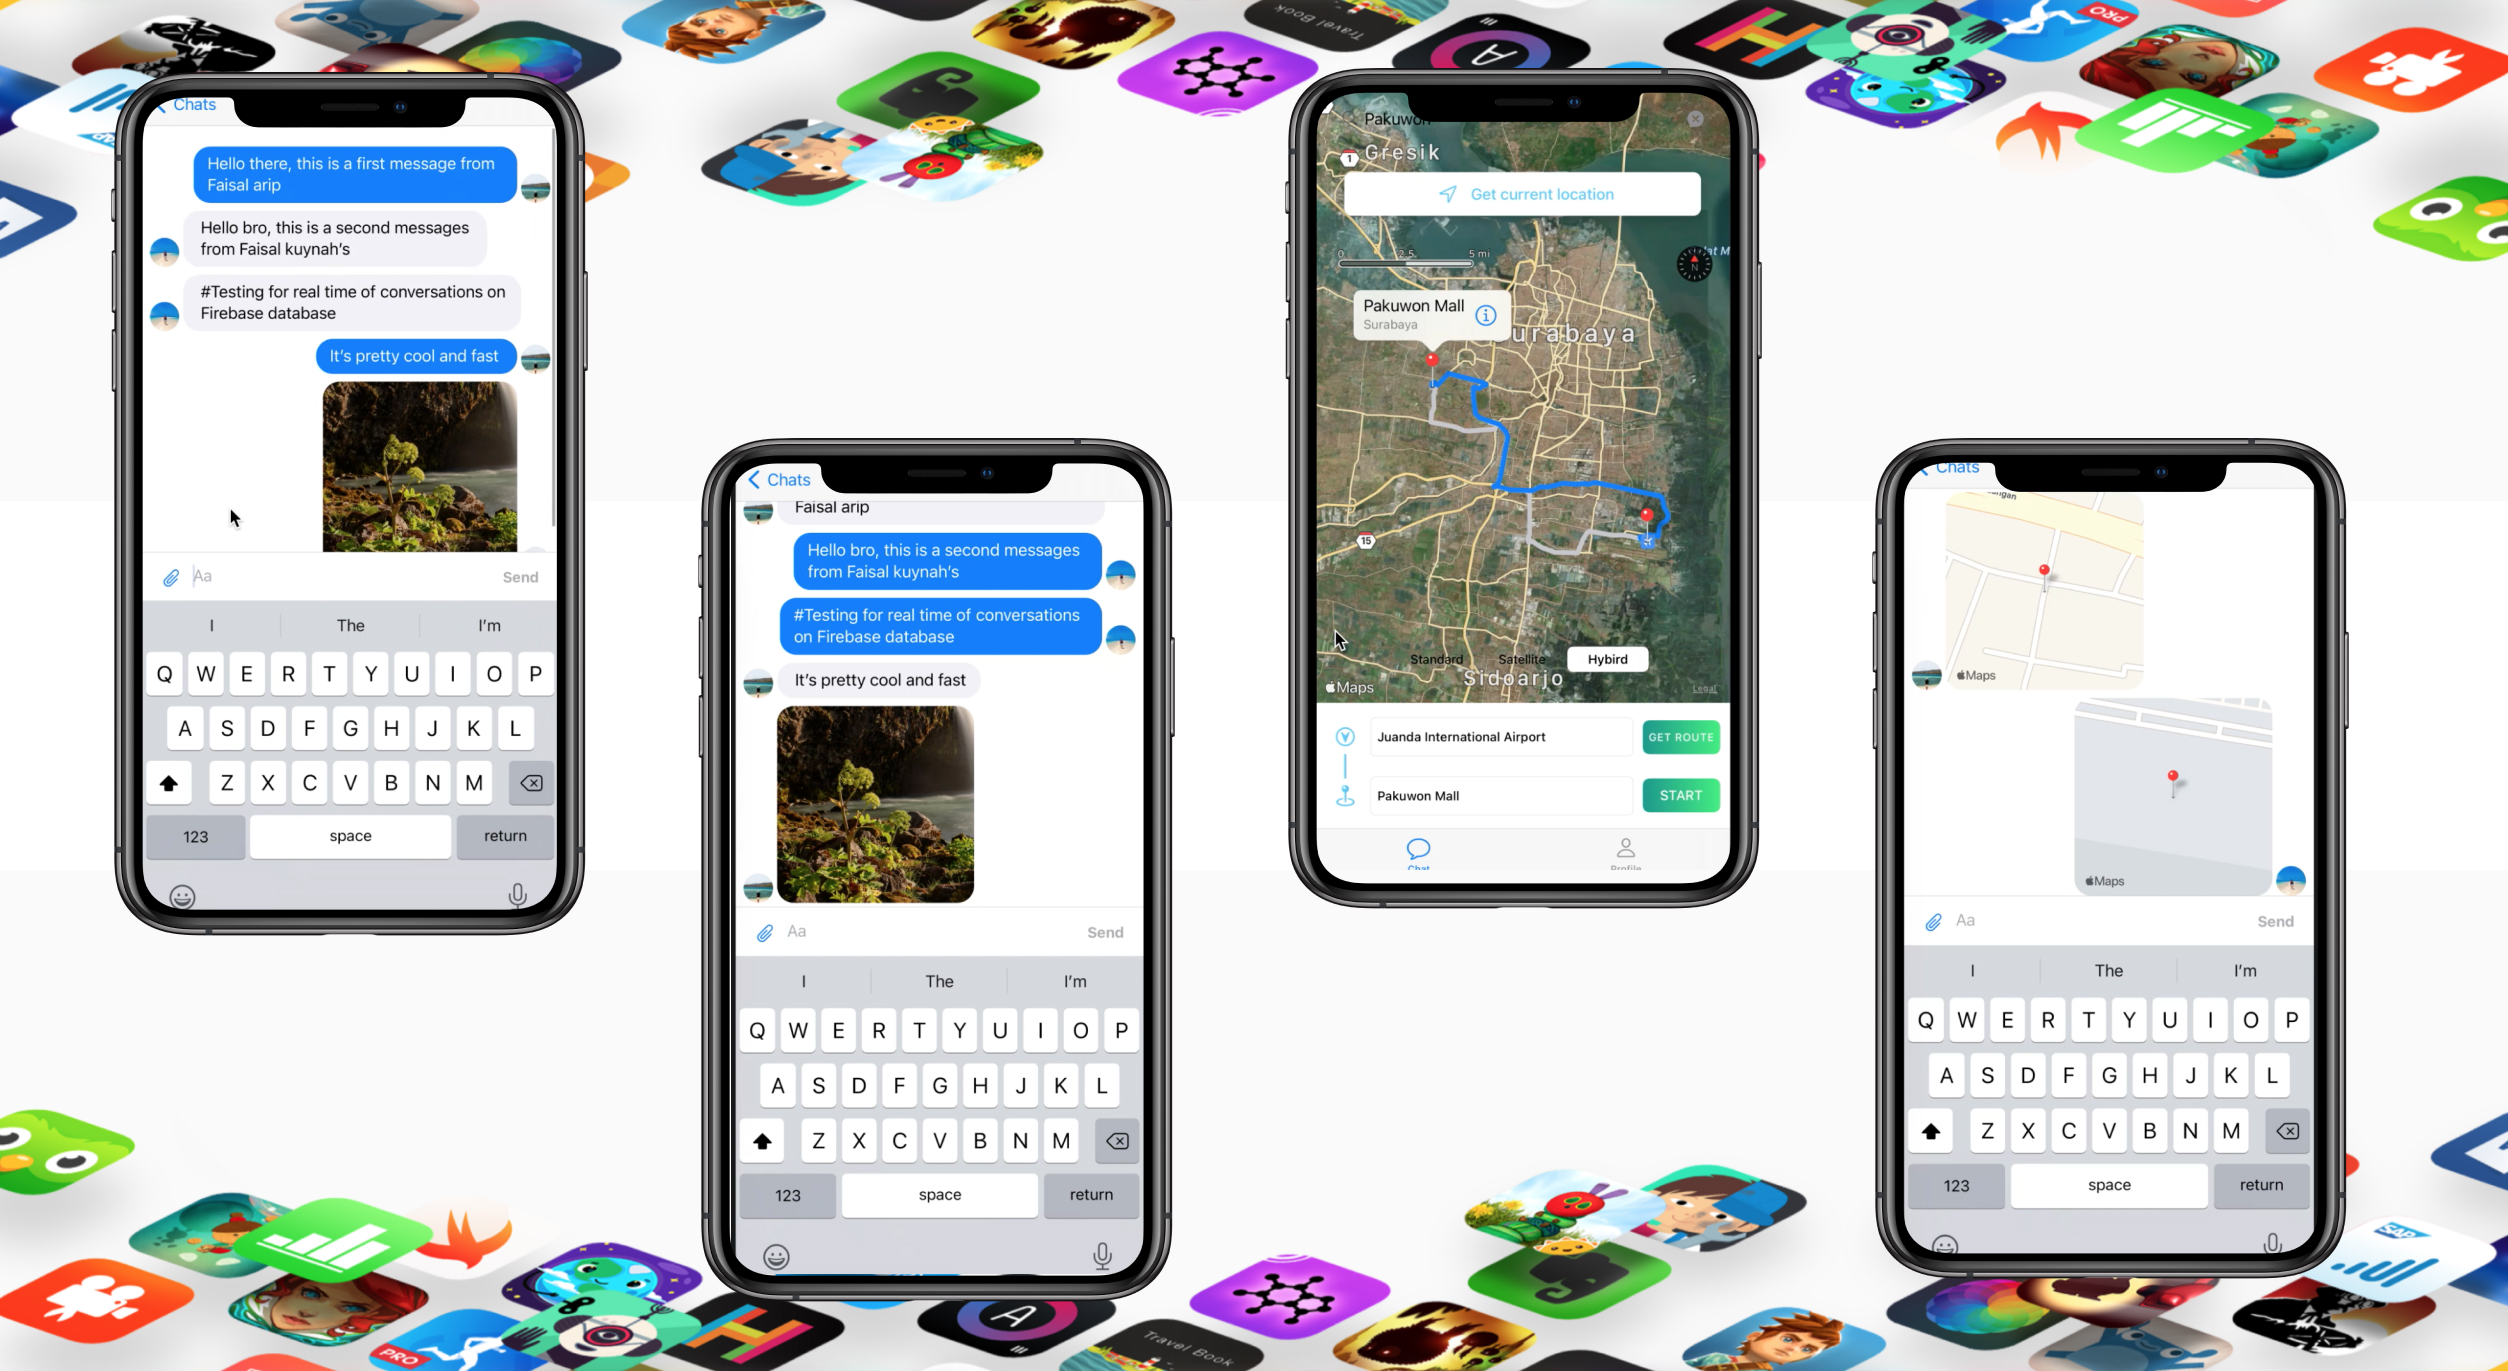 Travel Book
PRO
Chats
Hello there, this is a first message from
Faisal arip
Hello bro, this is a second messages
from Faisal kuynah's
#Testing for real time of conversations on
Firebase database
It's pretty cool and fast
Aa
Send
I The I'm
Q W E R T Y U I O P
A S D F G H J K L
Z X C V B N M
123 space return
Chats
Faisal arip
Hello bro, this is a second messages
from Faisal kuynah's
#Testing for real time of conversations
on Firebase database
It's pretty cool and fast
Aa
Send
I The I'm
Q W E R T Y U I O P
A S D F G H J K L
Z X C V B N M
123 space return
Pakuwon
1
Gresik
Get current location
0 2.5 5 mi
N
Pakuwon Mall
Surabaya
urabaya
15
Standard Satellite Hybird
Sidoarjo
Maps
Legal
Juanda International Airport
GET ROUTE
Pakuwon Mall
START
Chat
Profile
Chats
Maps
Maps
Aa
Send
I The I'm
Q W E R T Y U I O P
A S D F G H J K L
Z X C V B N M
123 space return
PRO
A
Travel Book
SAP